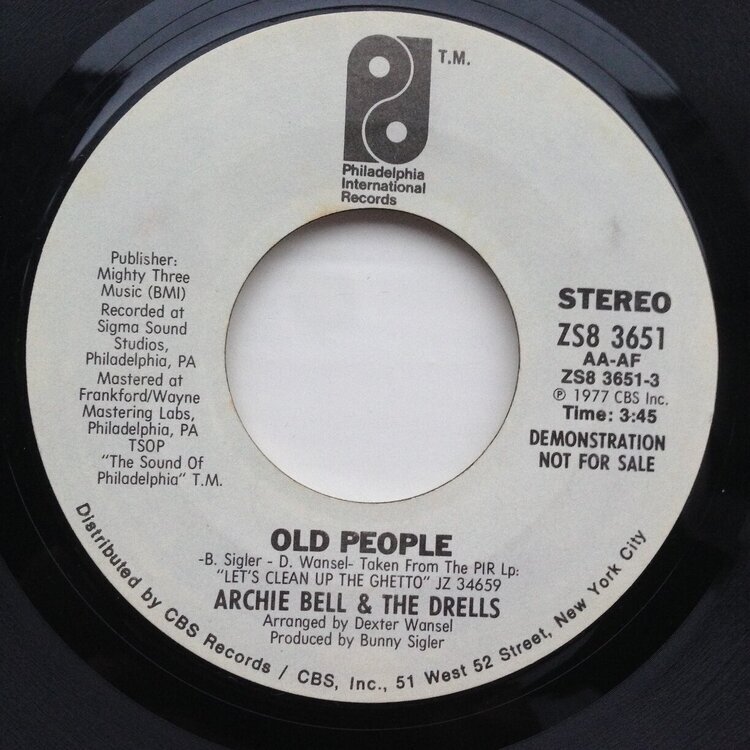 T.M.
Philadelphia
International
Records
Publisher:
Mighty Three
Music (BMI)
Recorded at
Sigma Sound
Studios,
Philadelphia, PA
Mastered at
Frankford/Wayne
Mastering Labs,
Philadelphia, PA
TSOP
"The Sound Of
Philadelphia" T.M.
STEREO
ZS8 3651
AA-AF
ZS8 3651-3
℗ 1977 CBS Inc.
Time: 3:45
DEMONSTRATION
NOT FOR SALE
OLD PEOPLE
-B. Sigler - D. Wansel- Taken From The PIR Lp:
"LET'S CLEAN UP THE GHETTO" JZ 34659
ARCHIE BELL & THE DRELLS
Arranged by Dexter Wansel
Produced by Bunny Sigler
Distributed by CBS Records / CBS, Inc., 51 West 52 Street, New York City